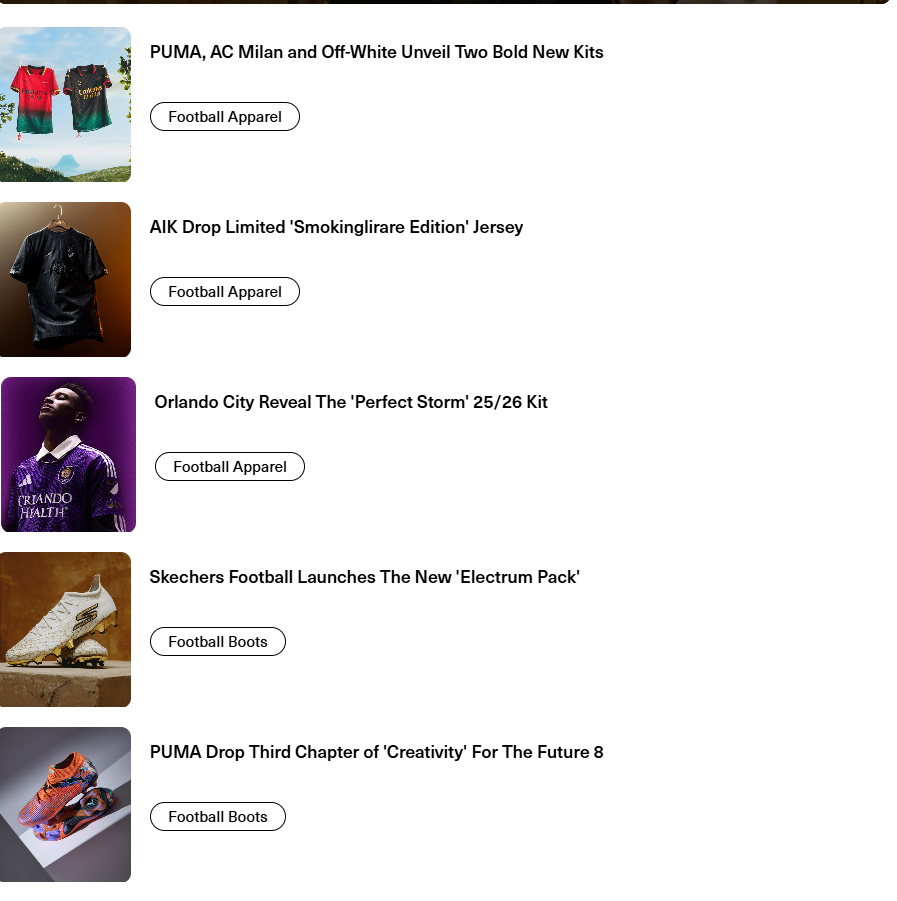 PUMA, AC Milan and Off-White Unveil Two Bold New Kits
Football Apparel
AIK Drop Limited 'Smokinglirare Edition' Jersey
Football Apparel
Orlando City Reveal The 'Perfect Storm' 25/26 Kit
Football Apparel
ORLANDO
HEALTH
Skechers Football Launches The New 'Electrum Pack'
Football Boots
PUMA Drop Third Chapter of 'Creativity' For The Future 8
Football Boots